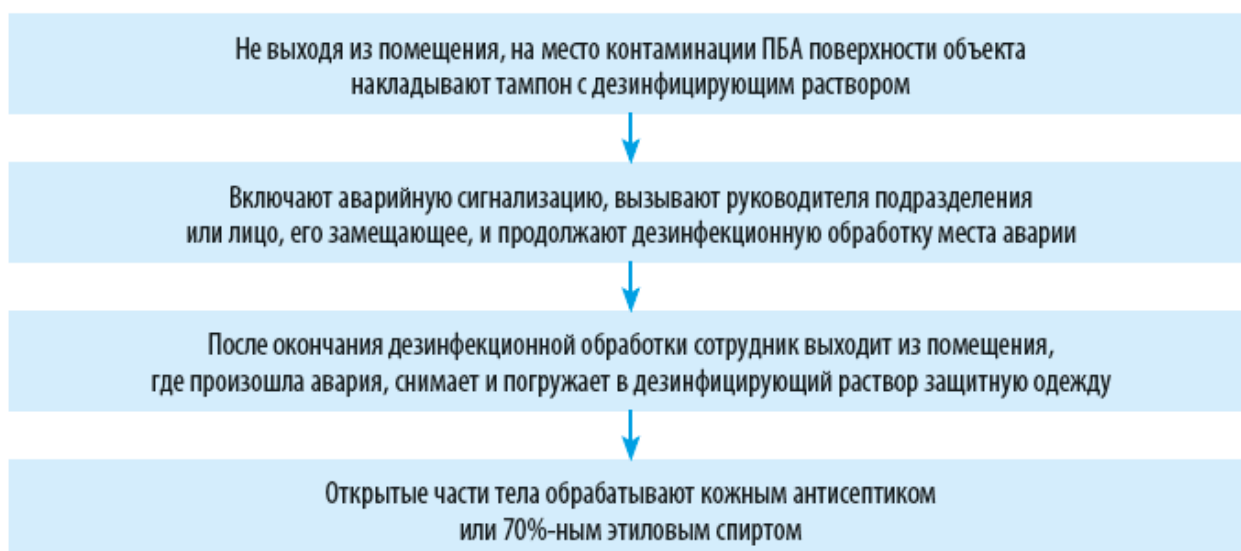 Не выходя из помещения, на место контаминации ПБА поверхности объекта
накладывают тампон с дезинфицирующим раствором
Включают аварийную сигнализацию, вызывают руководителя подразделения
или лицо, его замещающее, и продолжают дезинфекционную обработку места аварии
После окончания дезинфекционной обработки сотрудник выходит из помещения,
где произошла авария, снимает и погружает в дезинфицирующий раствор защитную одежду
Открытые части тела обрабатывают кожным антисептиком
или 70%-ным этиловым спиртом